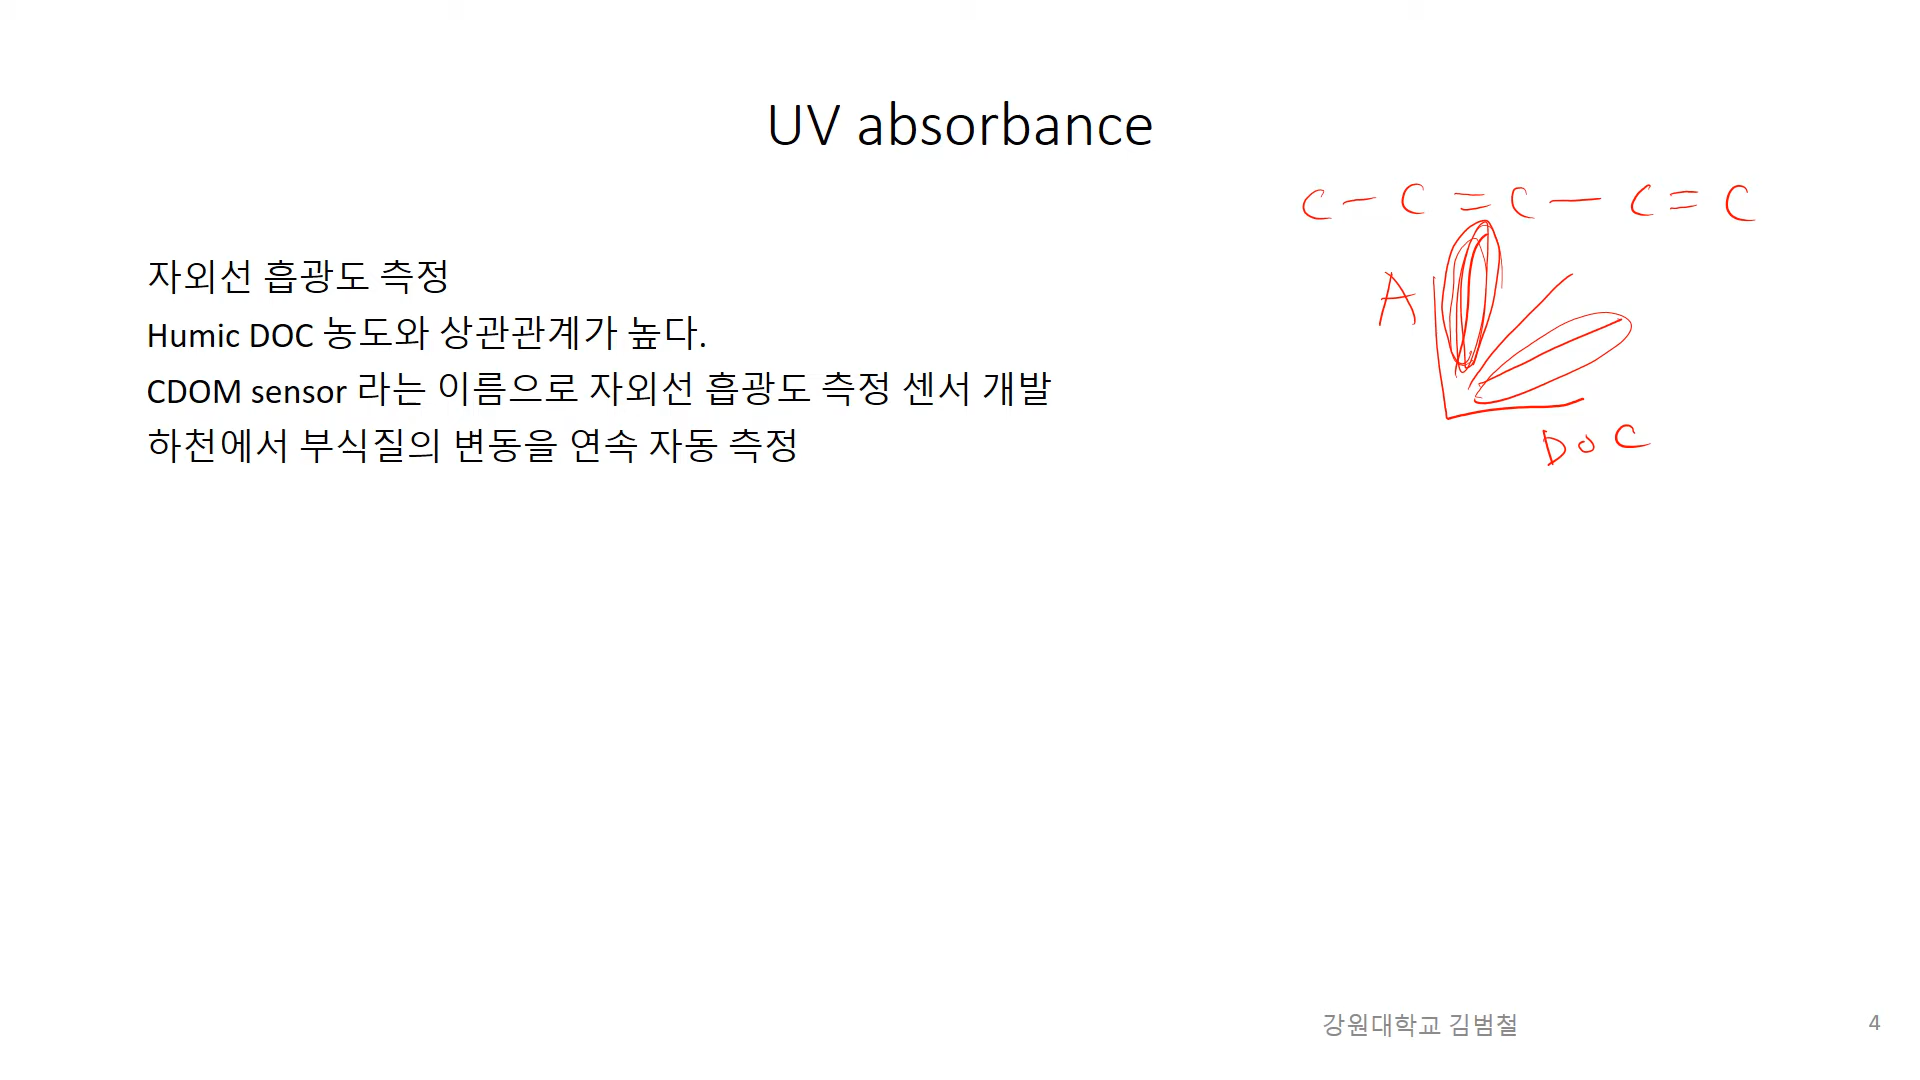 UV absorbance
C - C = C - C = C
자외선 흡광도 측정
Humic DOC 농도와 상관관계가 높다.
CDOM sensor 라는 이름으로 자외선 흡광도 측정 센서 개발
하천에서 부식질의 변동을 연속 자동 측정
A
DOC
강원대학교 김범철
4